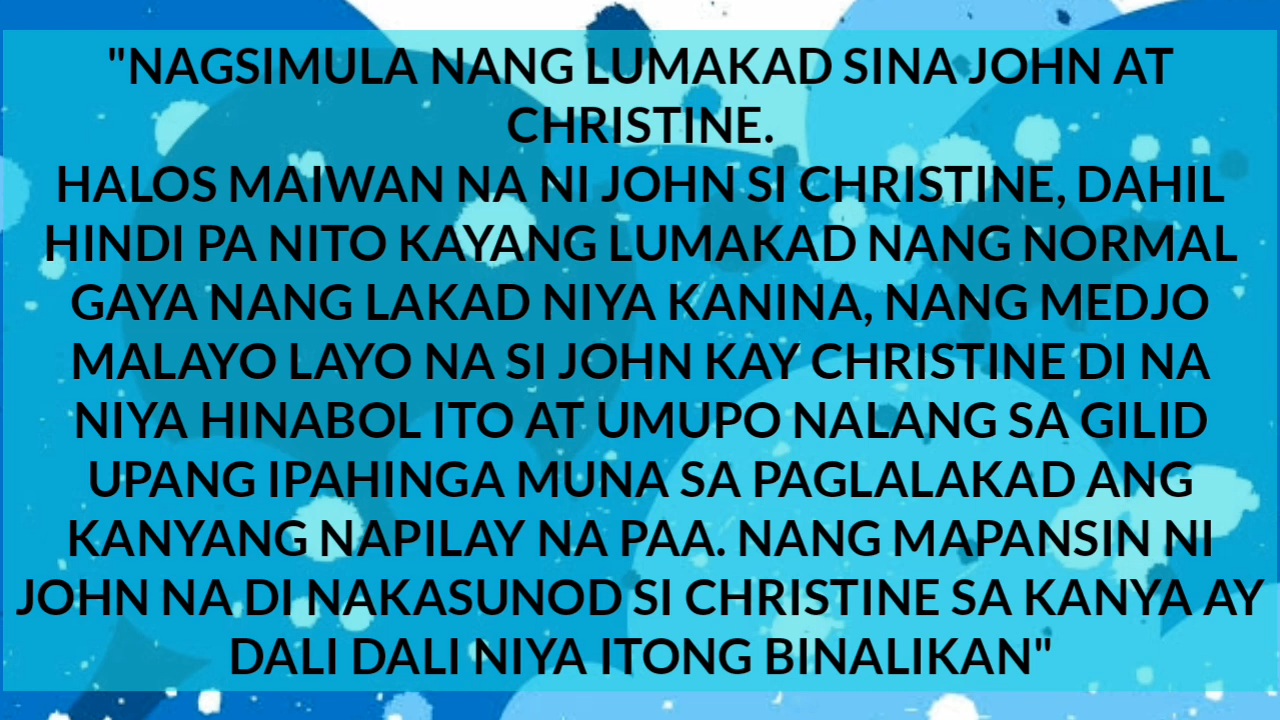 "NAGSIMULA NANG LUMAKAD SINA JOHN AT
CHRISTINE.
HALOS MAIWAN NA NI JOHN SI CHRISTINE, DAHIL
HINDI PA NITO KAYANG LUMAKAD NANG NORMAL
GAYA NANG LAKAD NIYA KANINA, NANG MEDJO
MALAYO LAYO NA SI JOHN KAY CHRISTINE DI NA
NIYA HINABOL ITO AT UMUPO NALANG SA GILID
UPANG IPAHINGA MUNA SA PAGLALAKAD ANG
KANYANG NAPILAY NA PAA. NANG MAPANSIN NI
JOHN NA DI NAKASUNOD SI CHRISTINE SA KANYA AY
DALI DALI NIYA ITONG BINALIKAN"